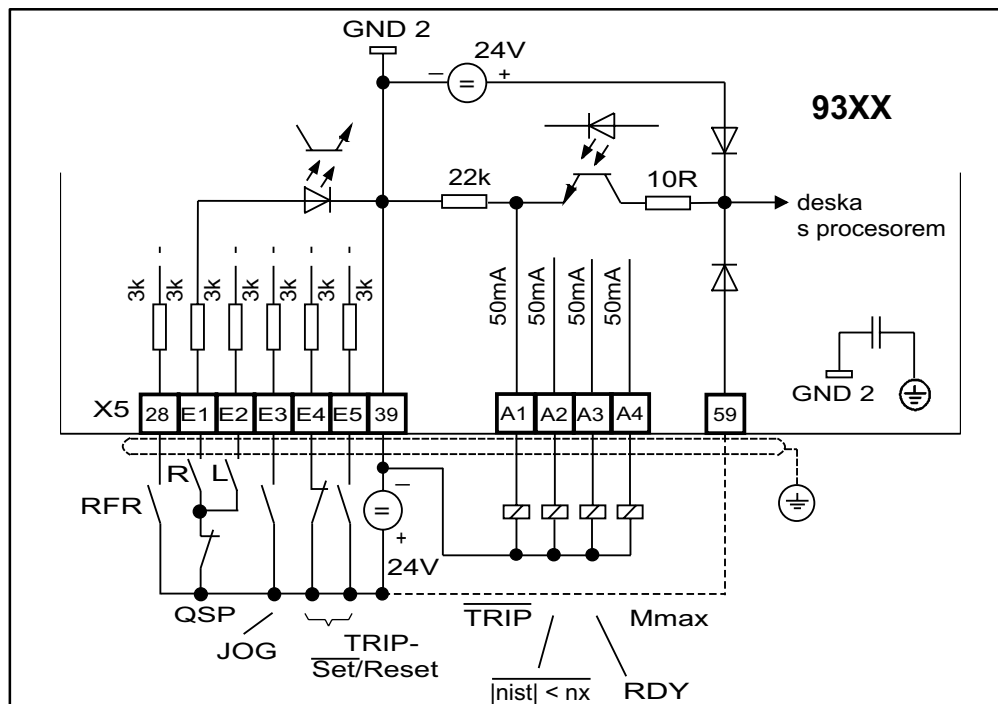 GND 2
24V
− +
=
93XX
22k
10R
deska
s procesorem
3k 3k 3k 3k 3k 3k
50mA 50mA 50mA 50mA
GND 2
X5 28 E1 E2 E3 E4 E5 39 A1 A2 A3 A4 59
R L
−
RFR
=
+
24V
QSP
TRIP Mmax
JOG
TRIP-
Set/Reset
|nist| < nx RDY